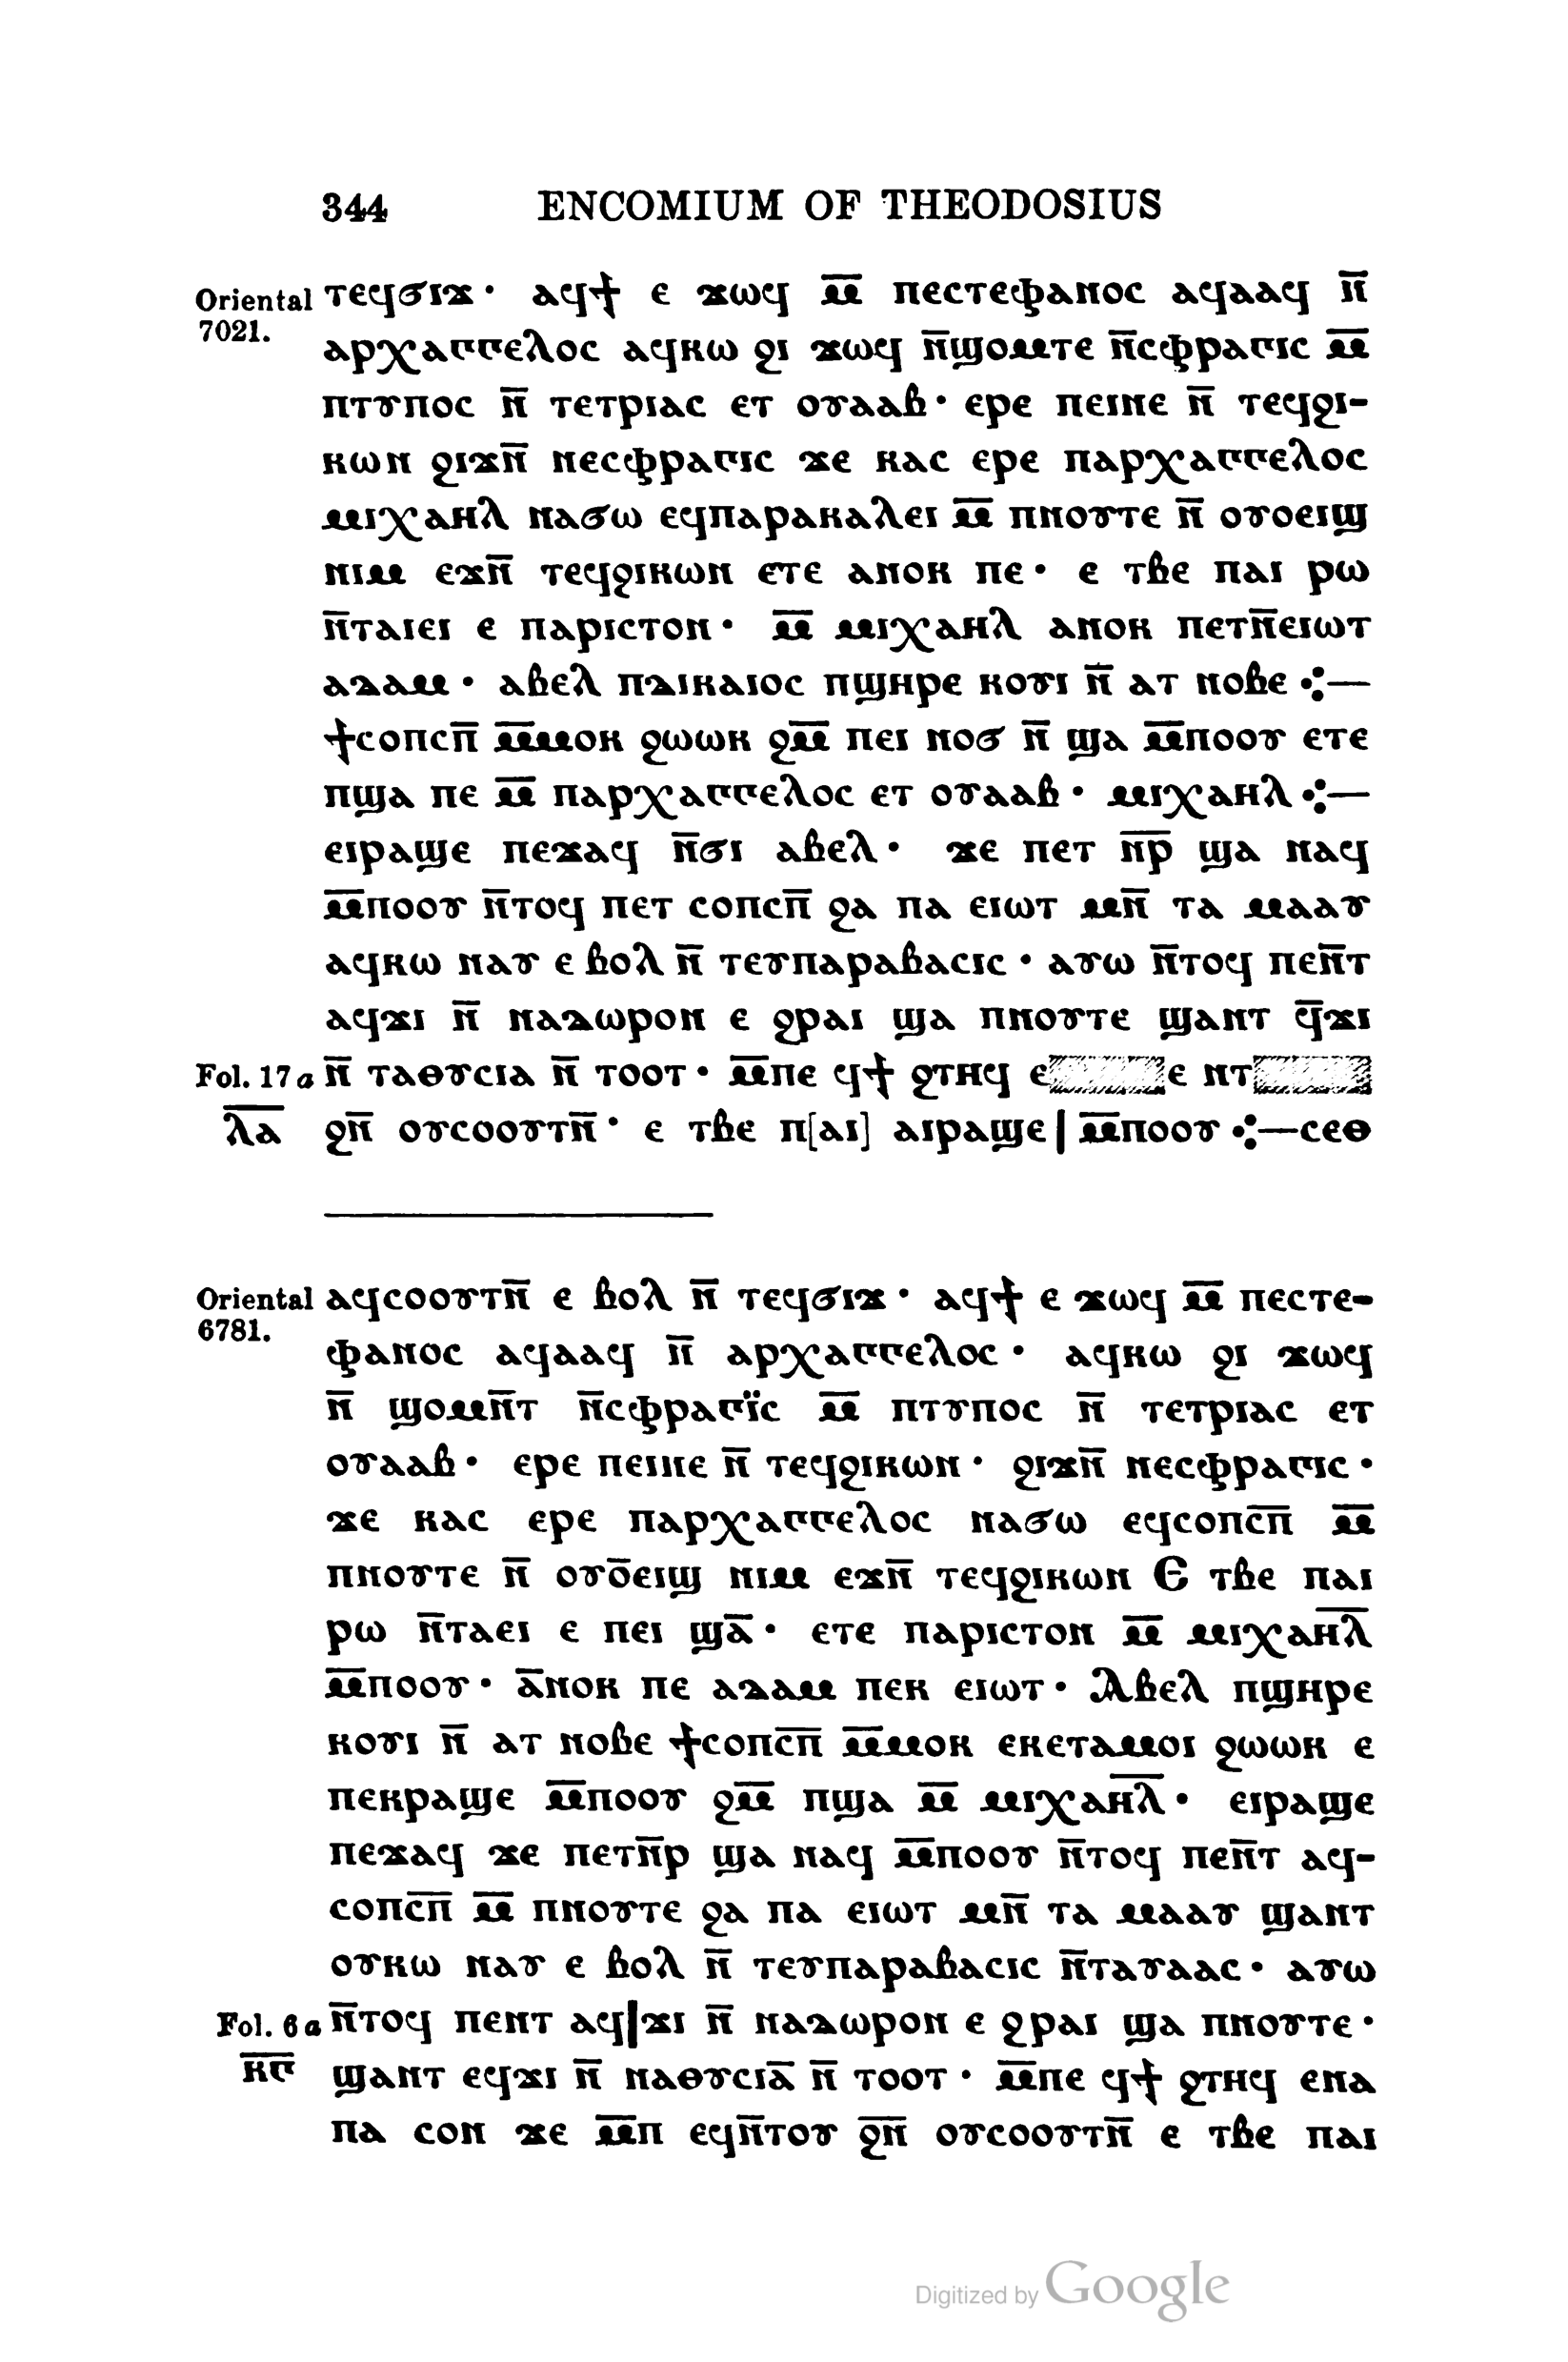 344 ENCOMIUM OF THEODOSIUS
Oriental ⲧⲉϥϭⲓϫ· ⲁϥϯ ⲉ ϫⲱϥ ⲙ̅ ⲡⲉⲥⲧⲉⲫⲁⲛⲟⲥ ⲁϥⲁⲁϥ ⲛ̅
7021.
ⲁⲣⲭⲁⲅⲅⲉⲗⲟⲥ ⲁϥⲕⲱ ϩⲓ ϫⲱϥ ⲛ̅ϣⲟⲙⲧⲉ ⲛ̅ⲥⲫⲣⲁⲅⲓⲥ ⲙ̅
ⲡⲧⲩⲡⲟⲥ ⲛ̅ ⲧⲉⲧⲣⲓⲁⲥ ⲉⲧ ⲟⲩⲁⲁⲃ· ⲉⲣⲉ ⲡⲉⲓⲛⲉ ⲛ̅ ⲧⲉϥϩⲓ-
ⲕⲱⲛ ϩⲓϫⲛ̅ ⲛⲉⲥⲫⲣⲁⲅⲓⲥ ϫⲉ ⲕⲁⲥ ⲉⲣⲉ ⲡⲁⲣⲭⲁⲅⲅⲉⲗⲟⲥ
ⲙⲓⲭⲁⲏⲗ ⲛⲁϭⲱ ⲉϥⲡⲁⲣⲁⲕⲁⲗⲉⲓ ⲙ̅ ⲡⲛⲟⲩⲧⲉ ⲛ̅ ⲟⲩⲟⲉⲓϣ
ⲛⲓⲙ ⲉϫⲛ̅ ⲧⲉϥϩⲓⲕⲱⲛ ⲉⲧⲉ ⲁⲛⲟⲕ ⲡⲉ· ⲉ ⲧⲃⲉ ⲡⲁⲓ ⲣⲱ
ⲛ̅ⲧⲁⲓⲉⲓ ⲉ ⲡⲁⲣⲓⲥⲧⲟⲛ· ⲙ̅ ⲙⲓⲭⲁⲏⲗ ⲁⲛⲟⲕ ⲡⲉⲧⲛ̅ⲉⲓⲱⲧ
ⲁⲇⲁⲙ· ⲁⲃⲉⲗ ⲡⲇⲓⲕⲁⲓⲟⲥ ⲡϣⲏⲣⲉ ⲕⲟⲩⲓ ⲛ̅ ⲁⲧ ⲛⲟⲃⲉ ⁘—
ϯⲥⲟⲡⲥⲡ̅ ⲙ̅ⲙⲟⲕ ϩⲱⲱⲕ ϩⲙ̅ ⲡⲉⲓ ⲛⲟϭ ⲛ̅ ϣⲁ ⲙ̅ⲡⲟⲟⲩ ⲉⲧⲉ
ⲡϣⲁ ⲡⲉ ⲙ̅ ⲡⲁⲣⲭⲁⲅⲅⲉⲗⲟⲥ ⲉⲧ ⲟⲩⲁⲁⲃ· ⲙⲓⲭⲁⲏⲗ ⁘—
ⲉⲓⲣⲁϣⲉ ⲡⲉϫⲁϥ ⲛ̅ϭⲓ ⲁⲃⲉⲗ· ϫⲉ ⲡⲉⲧ ⲛ̅ⲣ̅ ϣⲁ ⲛⲁϥ
ⲙ̅ⲡⲟⲟⲩ ⲛ̅ⲧⲟϥ ⲡⲉⲧ ⲥⲟⲡⲥⲡ̅ ϩⲁ ⲡⲁ ⲉⲓⲱⲧ ⲙⲛ̅ ⲧⲁ ⲙⲁⲁⲩ
ⲁϥⲕⲱ ⲛⲁⲩ ⲉ ⲃⲟⲗ ⲛ̅ ⲧⲉⲩⲡⲁⲣⲁⲃⲁⲥⲓⲥ· ⲁⲩⲱ ⲛ̅ⲧⲟϥ ⲡⲉⲛ̅ⲧ
ⲁϥϫⲓ ⲛ̅ ⲛⲁⲇⲱⲣⲟⲛ ⲉ ϩⲣⲁⲓ ϣⲁ ⲡⲛⲟⲩⲧⲉ ϣⲁⲛⲧ ϥ̅ϫⲓ
Fol. 17 a ⲛ̅ ⲧⲁⲑⲩⲥⲓⲁ ⲛ̅ ⲧⲟⲟⲧ· ⲙ̅ⲡⲉ ϥϯ ϩⲧⲏϥ ⲉ ⲉ ⲛⲧ
ⲗ̅ⲁ̅ ϩⲛ̅ ⲟⲩⲥⲟⲟⲩⲧⲛ̅· ⲉ ⲧⲃⲉ ⲡ[ⲁⲓ] ⲁⲓⲣⲁϣⲉ | ⲙ̅ⲡⲟⲟⲩ ⁘—ⲥⲉⲑ
Oriental ⲁϥⲥⲟⲟⲩⲧⲛ̅ ⲉ ⲃⲟⲗ ⲛ̅ ⲧⲉϥϭⲓϫ· ⲁϥϯ ⲉ ϫⲱϥ ⲙ̅ ⲡⲉⲥⲧⲉ-
6781.
ⲫⲁⲛⲟⲥ ⲁϥⲁⲁϥ ⲛ̅ ⲁⲣⲭⲁⲅⲅⲉⲗⲟⲥ· ⲁϥⲕⲱ ϩⲓ ϫⲱϥ
ⲛ̅ ϣⲟⲙⲛ̅ⲧ ⲛ̅ⲥⲫⲣⲁⲅⲓ̈ⲥ ⲙ̅ ⲡⲧⲩⲡⲟⲥ ⲛ̅ ⲧⲉⲧⲣⲓⲁⲥ ⲉⲧ
ⲟⲩⲁⲁⲃ· ⲉⲣⲉ ⲡⲉⲓⲛⲉ ⲛ̅ ⲧⲉϥϩⲓⲕⲱⲛ· ϩⲓϫⲛ̅ ⲛⲉⲥⲫⲣⲁⲅⲓⲥ·
ϫⲉ ⲕⲁⲥ ⲉⲣⲉ ⲡⲁⲣⲭⲁⲅⲅⲉⲗⲟⲥ ⲛⲁϭⲱ ⲉϥⲥⲟⲡⲥ̅ⲡ̅ ⲙ̅
ⲡⲛⲟⲩⲧⲉ ⲛ̅ ⲟⲩⲟ̅ⲉⲓϣ ⲛⲓⲙ ⲉϫⲛ̅ ⲧⲉϥϩⲓⲕⲱⲛ Ⲉ ⲧⲃⲉ ⲡⲁⲓ
ⲣⲱ ⲛ̅ⲧⲁⲉⲓ ⲉ ⲡⲉⲓ ϣⲁ̅· ⲉⲧⲉ ⲡⲁⲣⲓⲥⲧⲟⲛ ⲙ̅ ⲙⲓⲭⲁⲏ̅ⲗ̅
ⲙ̅ⲡⲟⲟⲩ· ⲁ̅ⲛⲟⲕ ⲡⲉ ⲁⲇⲁⲙ ⲡⲉⲕ ⲉⲓⲱⲧ· Ⲁⲃⲉⲗ ⲡϣⲏⲣⲉ
ⲕⲟⲩⲓ ⲛ̅ ⲁⲧ ⲛⲟⲃⲉ ϯⲥⲟⲡⲥ̅ⲡ̅ ⲙ̅ⲙⲟⲕ ⲉⲕⲉⲧⲁⲙⲟⲓ ϩⲱⲱⲕ ⲉ
ⲡⲉⲕⲣⲁϣⲉ ⲙ̅ⲡⲟⲟⲩ ϩⲙ̅ ⲡϣⲁ ⲙ̅ ⲙⲓⲭⲁⲏ̅ⲗ̅· ⲉⲓⲣⲁϣⲉ
ⲡⲉϫⲁϥ ϫⲉ ⲡⲉⲧⲛ̅ⲣ ϣⲁ ⲛⲁϥ ⲙ̅ⲡⲟⲟⲩ ⲛ̅ⲧⲟϥ ⲡⲉⲛ̅ⲧ ⲁϥ-
ⲥⲟⲡⲥ̅ⲡ̅ ⲙ̅ ⲡⲛⲟⲩⲧⲉ ϩⲁ ⲡⲁ ⲉⲓⲱⲧ ⲙⲛ̅ ⲧⲁ ⲙⲁⲁⲩ ϣⲁⲛⲧ
ⲟⲩⲕⲱ ⲛⲁⲩ ⲉ ⲃⲟⲗ ⲛ̅ ⲧⲉⲩⲡⲁⲣⲁⲃⲁⲥⲓⲥ ⲛ̅ⲧⲁⲩⲁⲁⲥ· ⲁⲩⲱ
Fol. 6 a ⲛ̅ⲧⲟϥ ⲡⲉⲛⲧ ⲁϥ|ϫⲓ ⲛ̅ ⲛⲁⲇⲱⲣⲟⲛ ⲉ ϩⲣⲁⲓ ϣⲁ ⲡⲛⲟⲩⲧⲉ·
ⲕ̅ⲅ̅ ϣⲁⲛⲧ ⲉϥϫⲓ ⲛ̅ ⲛⲁⲑⲩⲥⲓⲁ̅ ⲛ̅ ⲧⲟⲟⲧ· ⲙ̅ⲡⲉ ϥϯ ϩⲧⲏϥ ⲉⲛⲁ
ⲡⲁ ⲥⲟⲛ ϫⲉ ⲙ̅ⲡ ⲉϥⲛ̅ⲧⲟⲩ ϩ̅ⲛ̅ ⲟⲩⲥⲟⲟⲩⲧⲛ̅ ⲉ ⲧⲃⲉ ⲡⲁⲓ
Digitized by Google